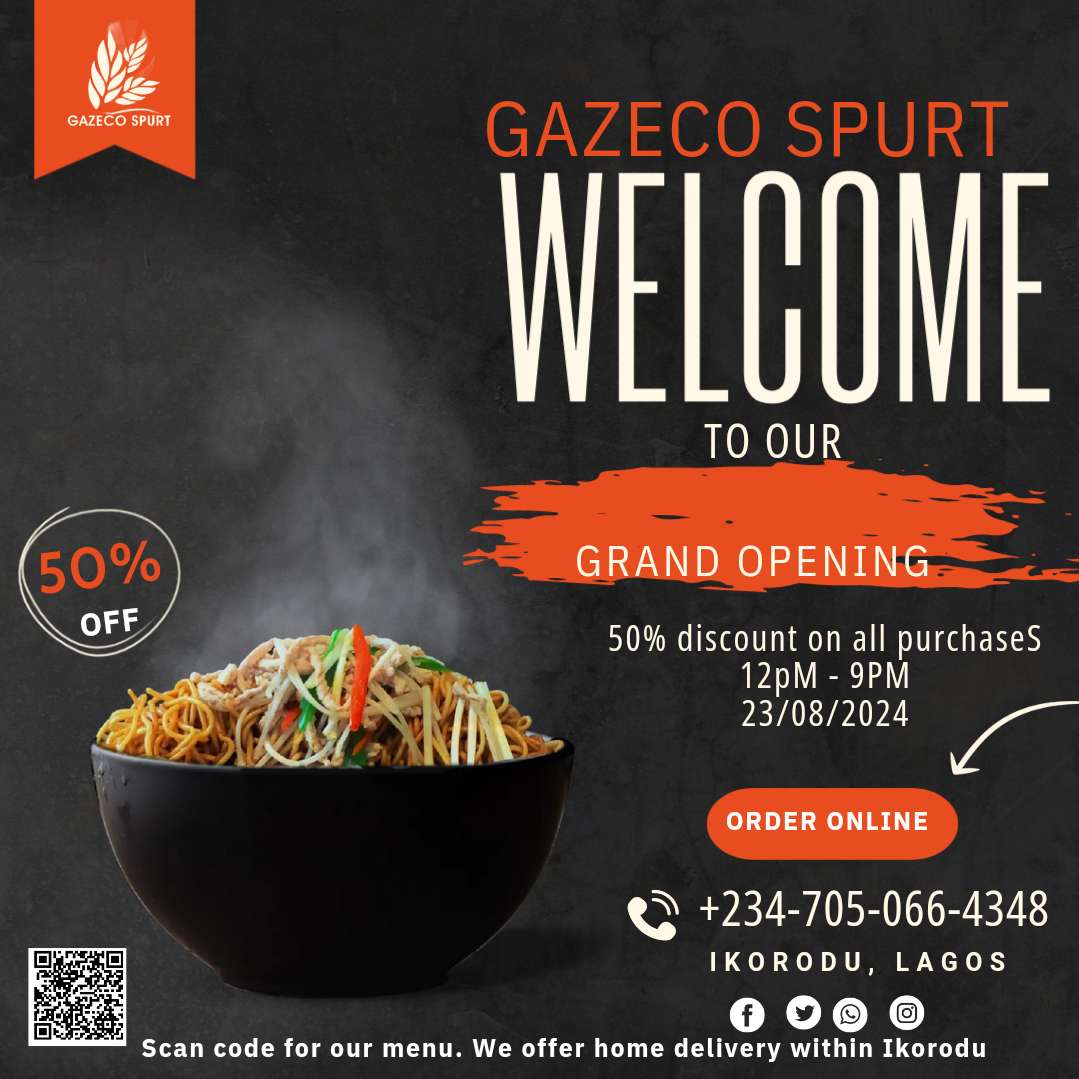 GAZECO SPURT
GAZECO SPURT
WELCOME
TO OUR
GRAND OPENING
50%
OFF
50% discount on all purchaseS
12pM - 9PM
23/08/2024
ORDER ONLINE
+234-705-066-4348
IKORODU, LAGOS
Scan code for our menu. We offer home delivery within Ikorodu